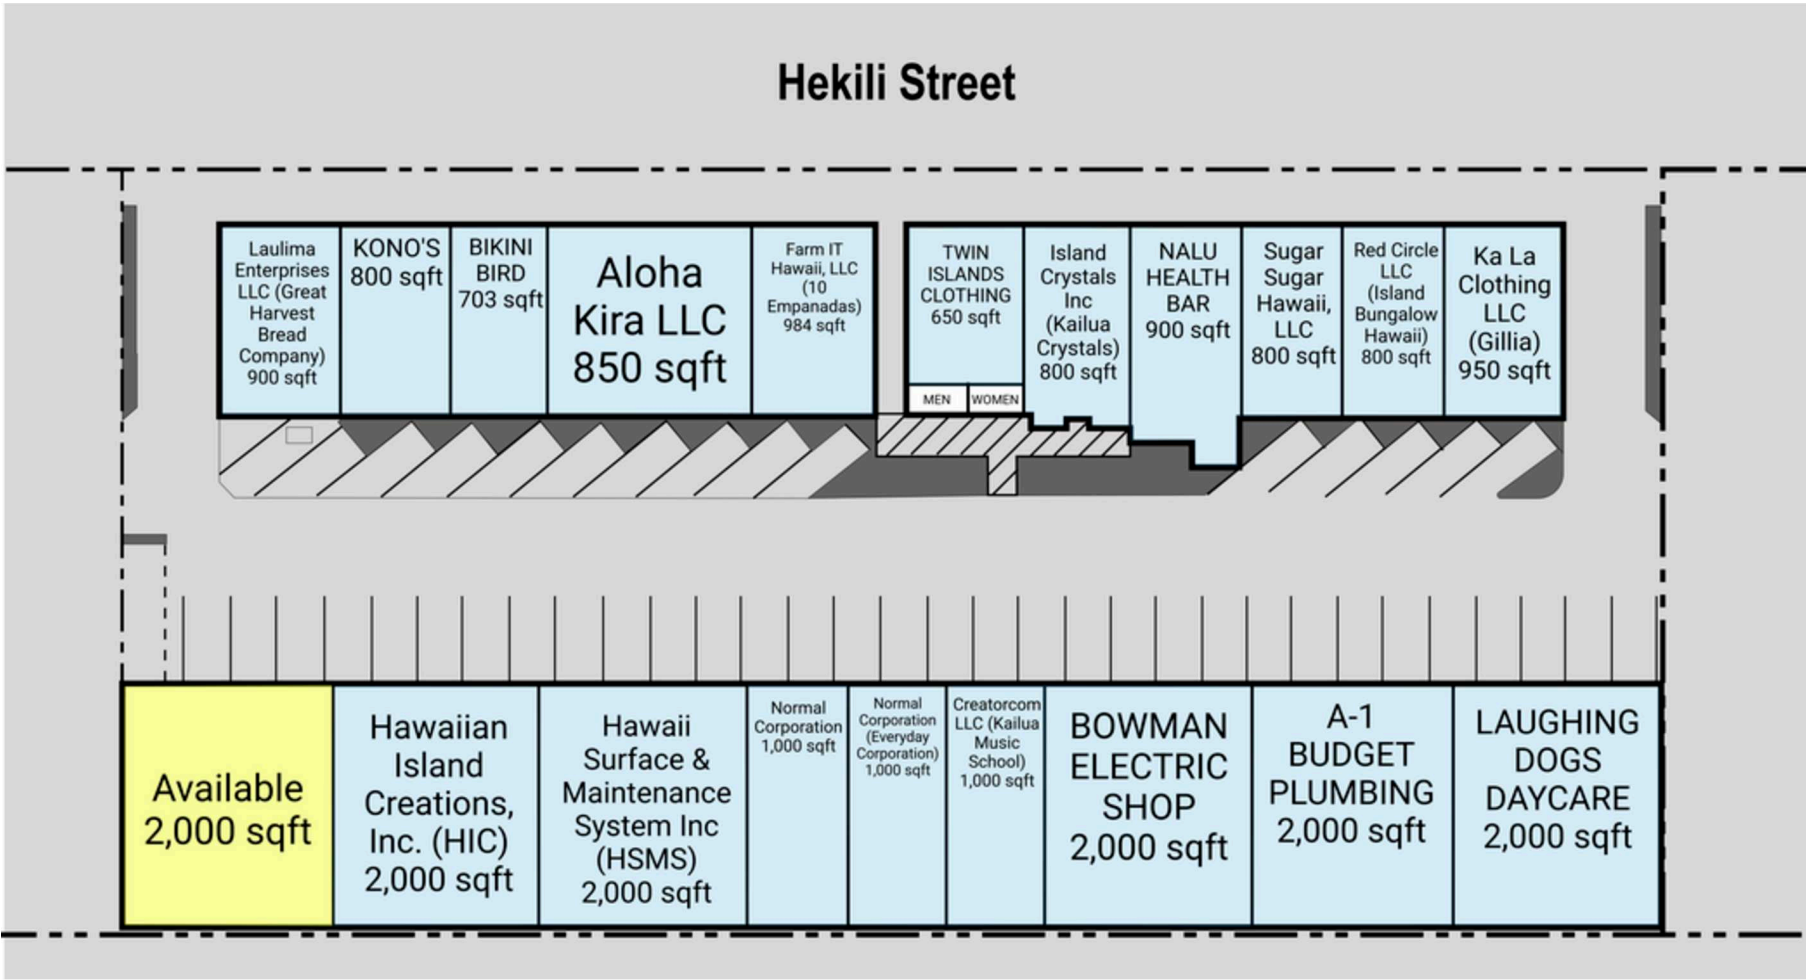 Hekili Street
Laulima
Enterprises
LLC (Great
Harvest
Bread
Company)
900 sqft
KONO'S
800 sqft
BIKINI
BIRD
703 sqft
Aloha
Kira LLC
850 sqft
Farm IT
Hawaii, LLC
(10
Empanadas)
984 sqft
TWIN
ISLANDS
CLOTHING
650 sqft
MEN
WOMEN
Island
Crystals
Inc
(Kailua
Crystals)
800 sqft
NALU
HEALTH
BAR
900 sqft
Sugar
Sugar
Hawaii,
LLC
800 sqft
Red Circle
LLC
(Island
Bungalow
Hawaii)
800 sqft
Ka La
Clothing
LLC
(Gillia)
950 sqft
Available
2,000 sqft
Hawaiian
Island
Creations,
Inc. (HIC)
2,000 sqft
Hawaii
Surface &
Maintenance
System Inc
(HSMS)
2,000 sqft
Normal
Corporation
1,000 sqft
Normal
Corporation
(Everyday
Corporation)
1,000 sqft
Creatorcom
LLC (Kailua
Music
School)
1,000 sqft
BOWMAN
ELECTRIC
SHOP
2,000 sqft
A-1
BUDGET
PLUMBING
2,000 sqft
LAUGHING
DOGS
DAYCARE
2,000 sqft